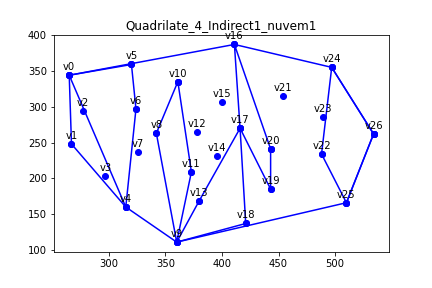 Quadrilate_4_Indirect1_nuvem1
400
350
300
250
200
150
100
300
350
400
450
500
v0
v1
v2
v3
v4
v5
v6
v7
v8
v9
v10
v11
v12
v13
v14
v15
v16
v17
v18
v19
v20
v21
v22
v23
v24
v25
v26